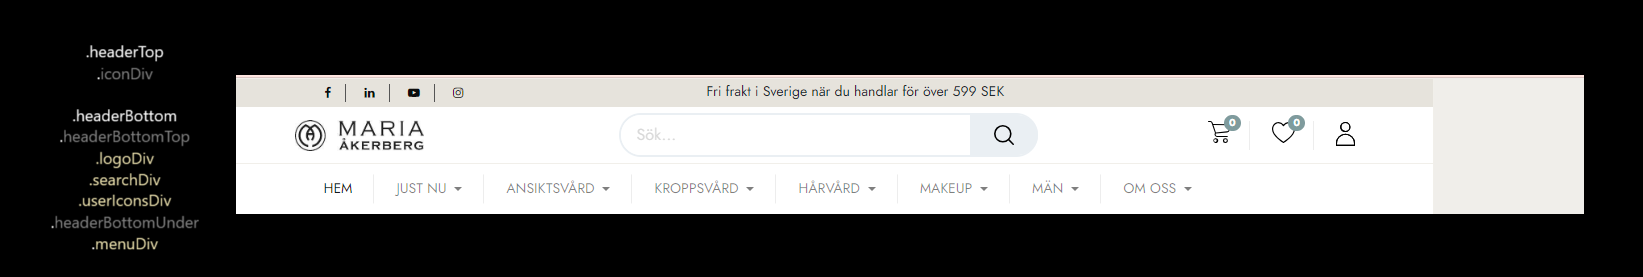 .headerTop
.iconDiv
.headerBottom
.headerBottomTop
.logoDiv
.searchDiv
.userIconsDiv
.headerBottomUnder
.menuDiv
Fri frakt i Sverige när du handlar för över 599 SEK
MARIA
ÅKERBERG
Sök...
0
0
HEM
JUST NU
ANSIKTSVÅRD
KROPPSVÅRD
HÅRVÅRD
MAKEUP
MÄN
OM OSS